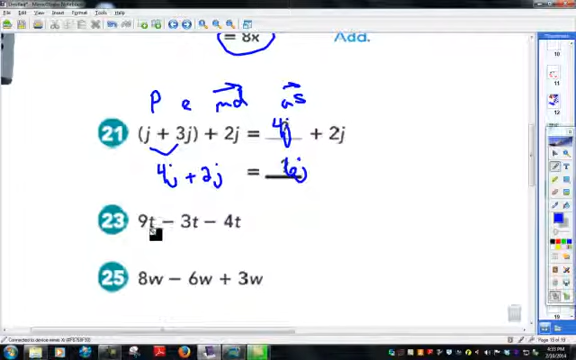 = 8x Add.
P e md as
21 (j + 3j) + 2j = 4j + 2j
4j + 2j = 6j
23 9t − 3t − 4t
25 8w − 6w + 3w